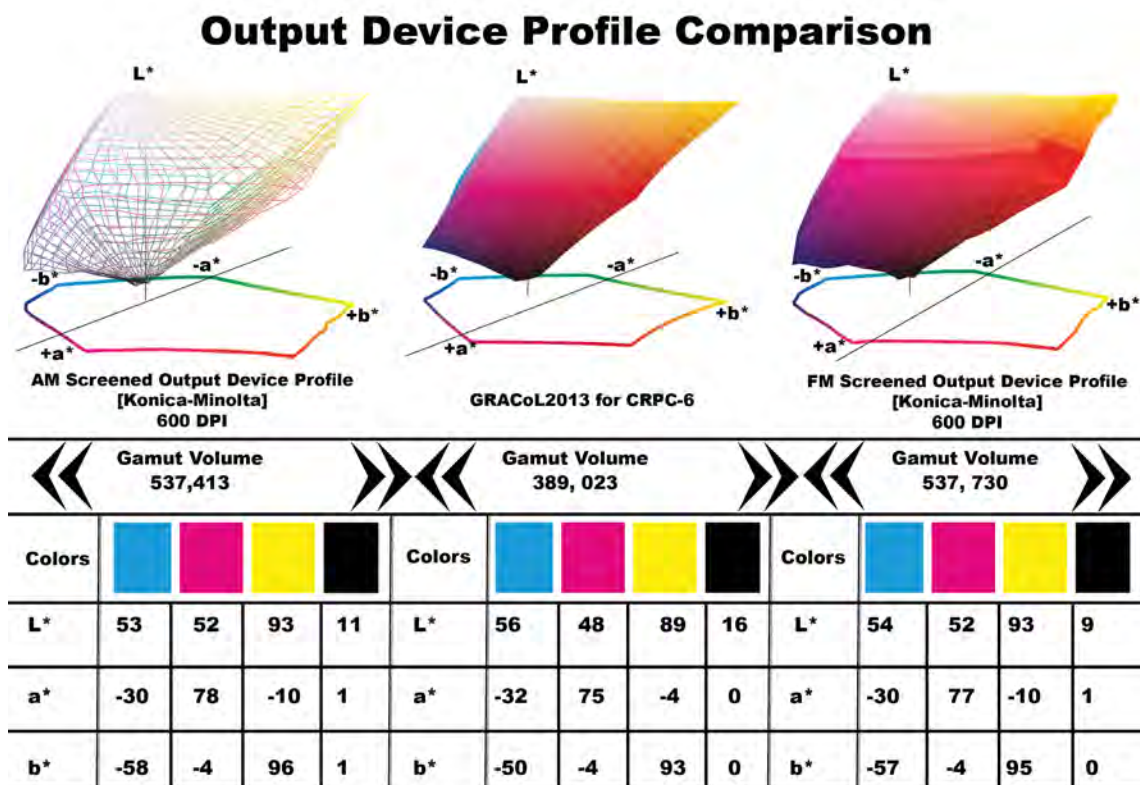 Output Device Profile Comparison
L*
L*
L*
-b*
-a*
+b*
+a*
-b*
-a*
+b*
+a*
-b*
-a*
+b*
+a*
AM Screened Output Device Profile
[Konica-Minolta]
600 DPI
GRACoL2013 for CRPC-6
FM Screened Output Device Profile
[Konica-Minolta]
600 DPI
Gamut Volume
537,413
Gamut Volume
389, 023
Gamut Volume
537, 730
Colors Colors Colors
L* 53 52 93 11 L* 56 48 89 16 L* 54 52 93 9
a* -30 78 -10 1 a* -32 75 -4 0 a* -30 77 -10 1
b* -58 -4 96 1 b* -50 -4 93 0 b* -57 -4 95 0